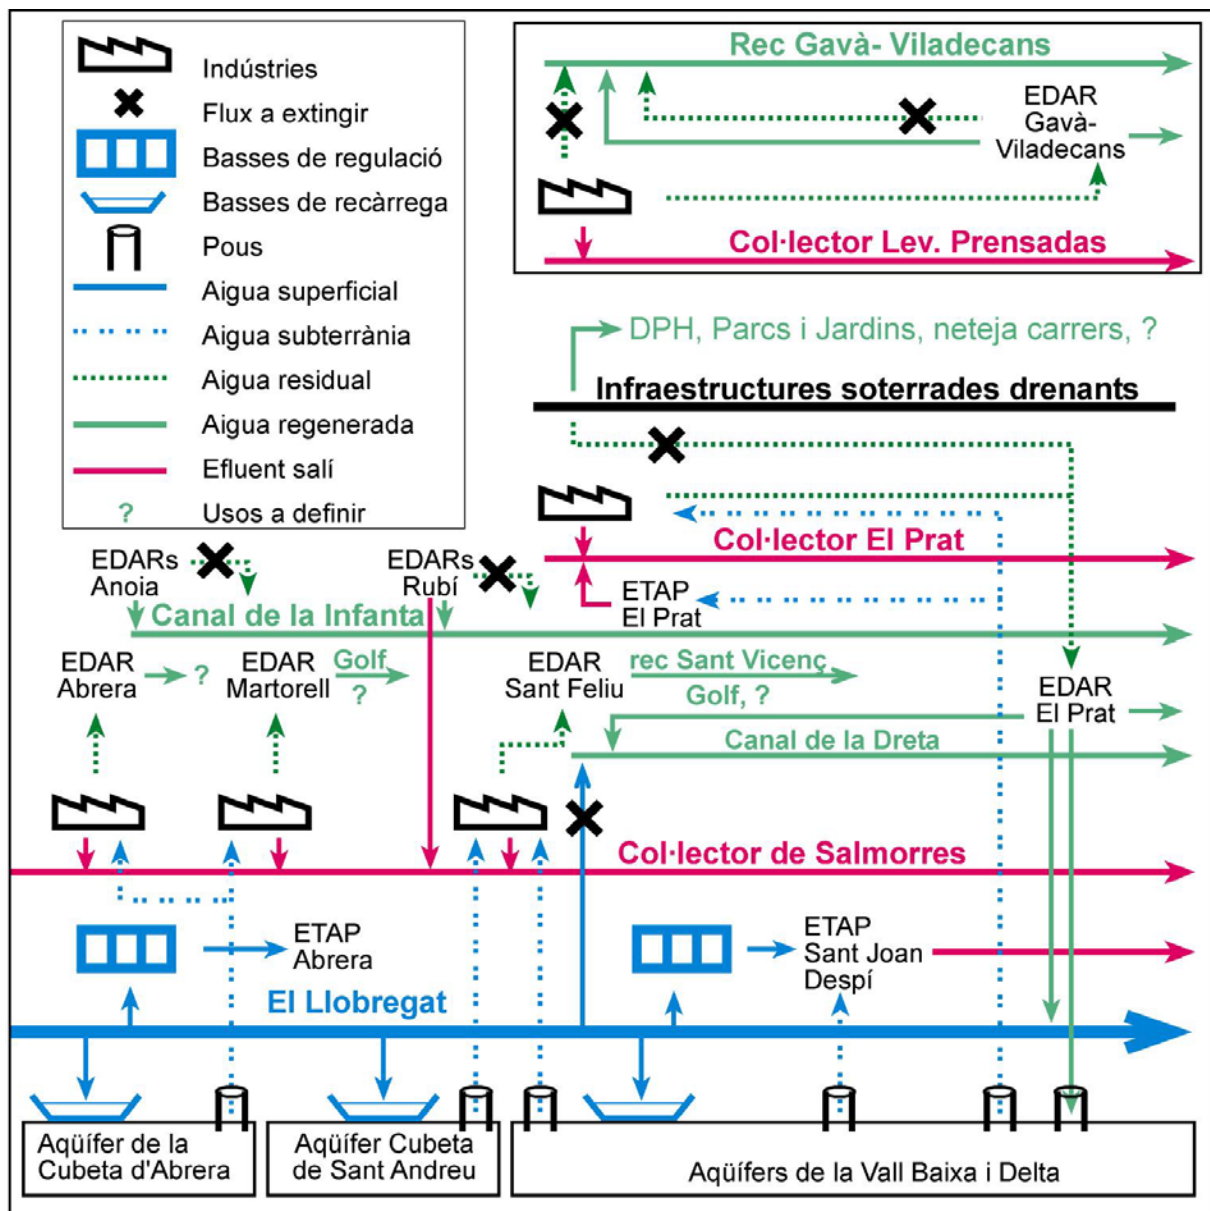 Indústries
Flux a extingir
Basses de regulació
Basses de recàrrega
Pous
Aigua superficial
Aigua subterrània
Aigua residual
Aigua regenerada
Efluent salí
? Usos a definir
Rec Gavà- Viladecans
EDAR
Gavà-
Viladecans
Col·lector Lev. Prensadas
DPH, Parcs i Jardins, neteja carrers, ?
Infraestructures soterrades drenants
Col·lector El Prat
ETAP
El Prat
EDARs
Anoia
EDARs
Rubí
Canal de la Infanta
EDAR
Abrera
?
EDAR
Martorell
Golf
?
EDAR
Sant Feliu
rec Sant Vicenç
Golf, ?
EDAR
El Prat
Canal de la Dreta
Col·lector de Salmorres
ETAP
Abrera
ETAP
Sant Joan
Despí
El Llobregat
Aqüífer de la
Cubeta d'Abrera
Aqüífer Cubeta
de Sant Andreu
Aqüífers de la Vall Baixa i Delta